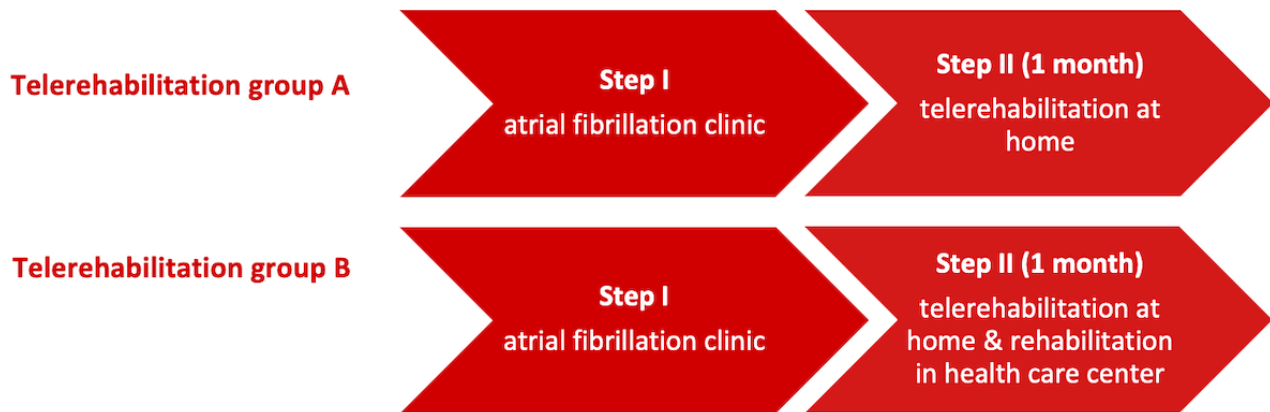 Telerehabilitation group A
Step I
atrial fibrillation clinic
Step II (1 month)
telerehabilitation at
home
Telerehabilitation group B
Step I
atrial fibrillation clinic
Step II (1 month)
telerehabilitation at
home & rehabilitation
in health care center